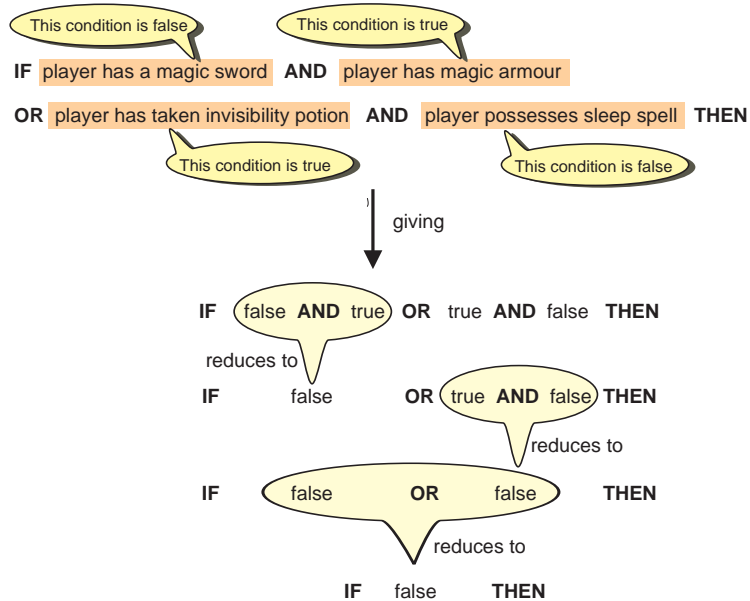 This condition is false
This condition is true
IF player has a magic sword AND player has magic armour
OR player has taken invisibility potion AND player possesses sleep spell THEN
This condition is true
This condition is false
giving
IF false AND true OR true AND false THEN
reduces to
IF false OR true AND false THEN
reduces to
IF false OR false THEN
reduces to
IF false THEN